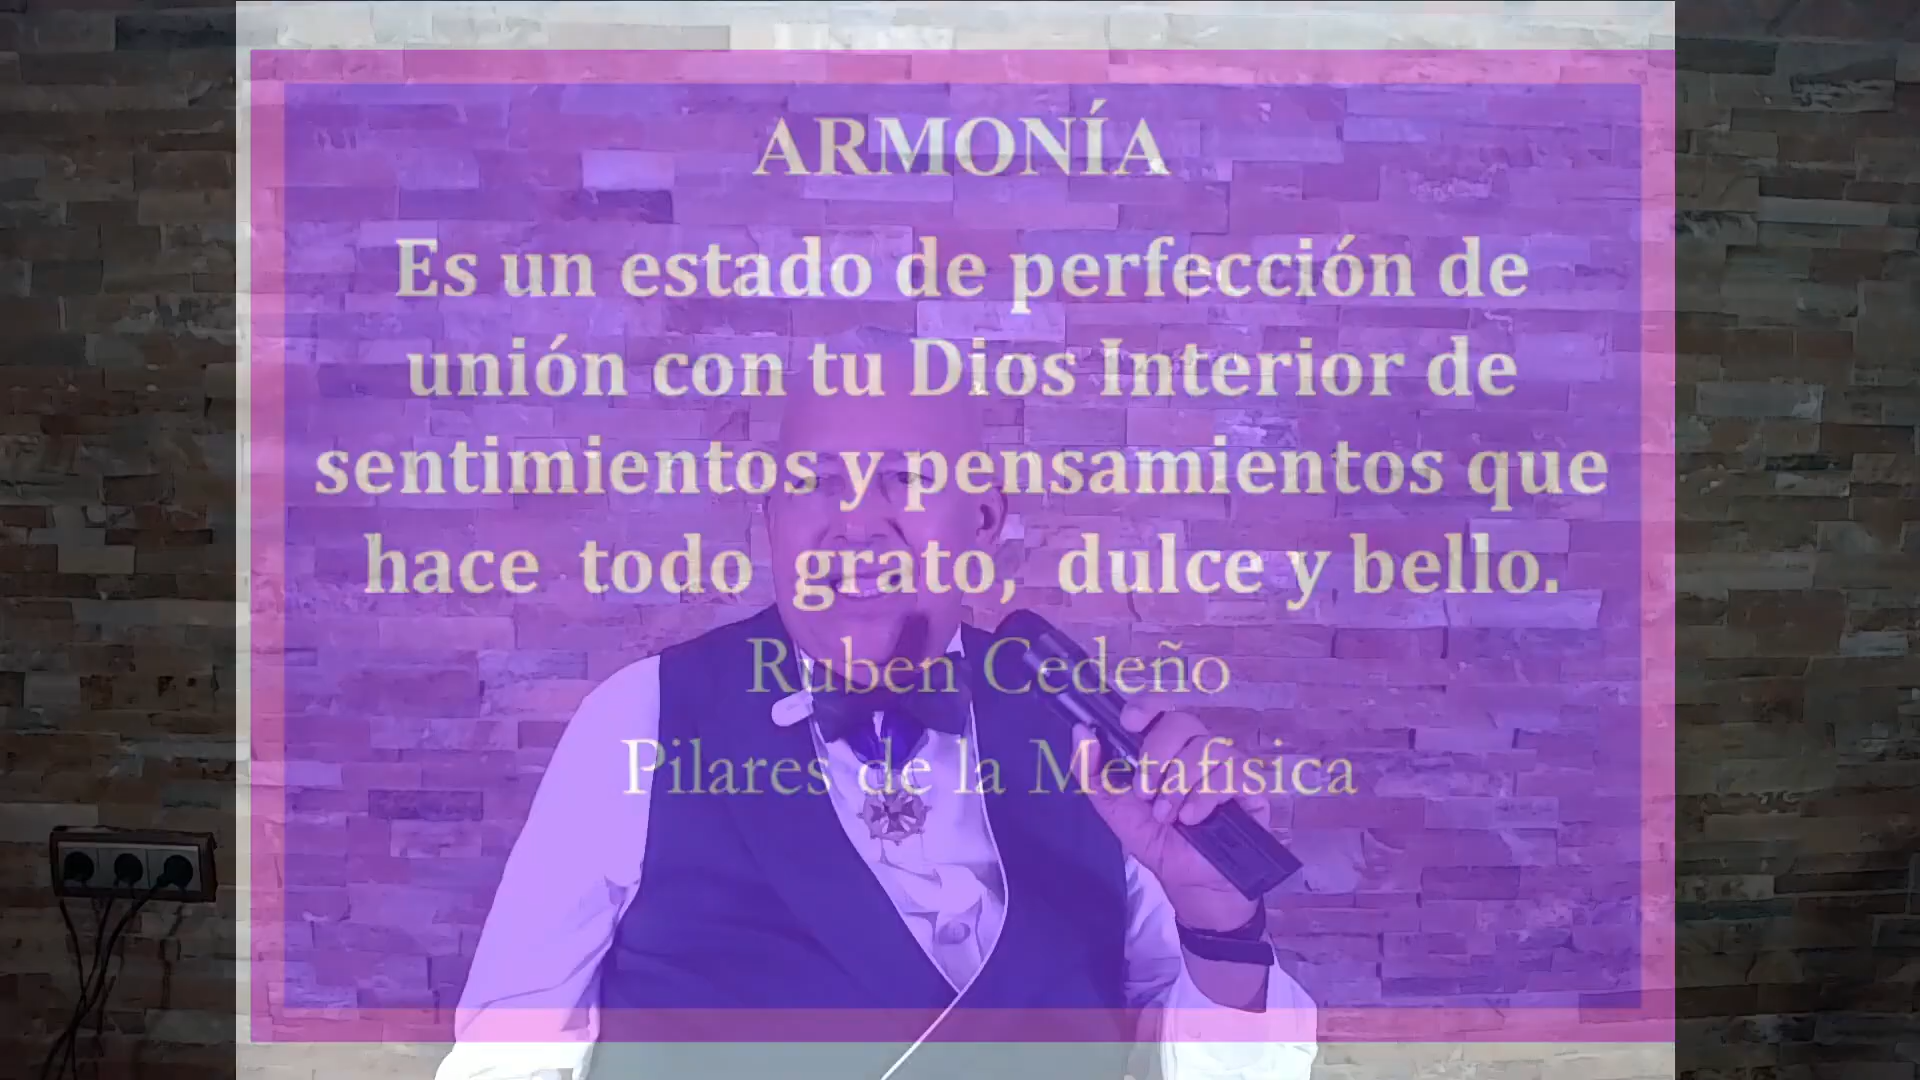 ARMONÍA
Es un estado de perfección de
unión con tu Dios Interior de
sentimientos y pensamientos que
hace todo grato, dulce y bello.
Ruben Cedeño
Pilares de la Metafisica